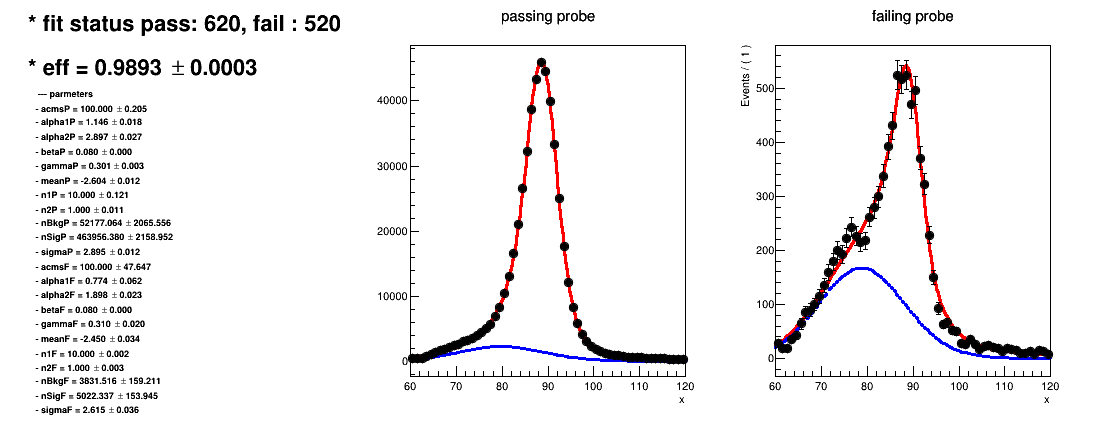 * fit status pass: 620, fail : 520
* eff = 0.9893 ± 0.0003
--- parmeters
- acmsP = 100.000 ± 0.205
- alpha1P = 1.146 ± 0.018
- alpha2P = 2.897 ± 0.027
- betaP = 0.080 ± 0.000
- gammaP = 0.301 ± 0.003
- meanP = -2.604 ± 0.012
- n1P = 10.000 ± 0.121
- n2P = 1.000 ± 0.011
- nBkgP = 52177.064 ± 2065.556
- nSigP = 463956.380 ± 2158.952
- sigmaP = 2.895 ± 0.012
- acmsF = 100.000 ± 47.647
- alpha1F = 0.774 ± 0.062
- alpha2F = 1.898 ± 0.023
- betaF = 0.080 ± 0.000
- gammaF = 0.310 ± 0.020
- meanF = -2.450 ± 0.034
- n1F = 10.000 ± 0.002
- n2F = 1.000 ± 0.003
- nBkgF = 3831.516 ± 159.211
- nSigF = 5022.337 ± 153.945
- sigmaF = 2.615 ± 0.036
passing probe
40000
30000
20000
10000
0
60 70 80 90 100 110 120
x
failing probe
Events / ( 1 )
500
400
300
200
100
0
60 70 80 90 100 110 120
x